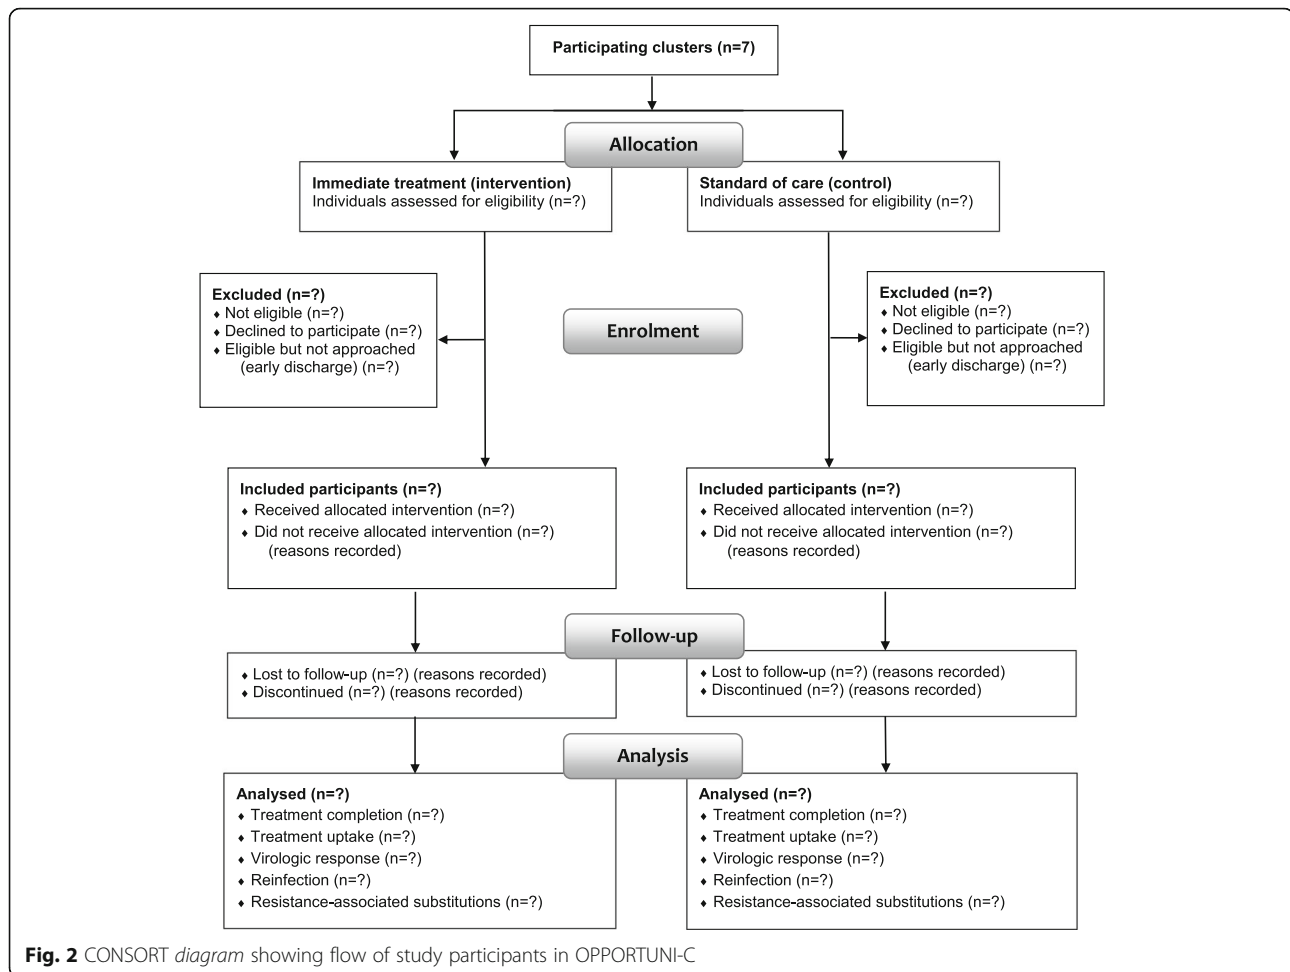 Participating clusters (n=7)
Allocation
Immediate treatment (intervention)
Individuals assessed for eligibility (n=?)
Standard of care (control)
Individuals assessed for eligibility (n=?)
Excluded (n=?)
♦ Not eligible (n=?)
♦ Declined to participate (n=?)
♦ Eligible but not approached
(early discharge) (n=?)
Enrolment
Excluded (n=?)
♦ Not eligible (n=?)
♦ Declined to participate (n=?)
♦ Eligible but not approached
(early discharge) (n=?)
Included participants (n=?)
♦ Received allocated intervention (n=?)
♦ Did not receive allocated intervention (n=?)
(reasons recorded)
Included participants (n=?)
♦ Received allocated intervention (n=?)
♦ Did not receive allocated intervention (n=?)
(reasons recorded)
Follow-up
♦ Lost to follow-up (n=?) (reasons recorded)
♦ Discontinued (n=?) (reasons recorded)
♦ Lost to follow-up (n=?) (reasons recorded)
♦ Discontinued (n=?) (reasons recorded)
Analysis
Analysed (n=?)
♦ Treatment completion (n=?)
♦ Treatment uptake (n=?)
♦ Virologic response (n=?)
♦ Reinfection (n=?)
♦ Resistance-associated substitutions (n=?)
Analysed (n=?)
♦ Treatment completion (n=?)
♦ Treatment uptake (n=?)
♦ Virologic response (n=?)
♦ Reinfection (n=?)
♦ Resistance-associated substitutions (n=?)
Fig. 2 CONSORT diagram showing flow of study participants in OPPORTUNI-C